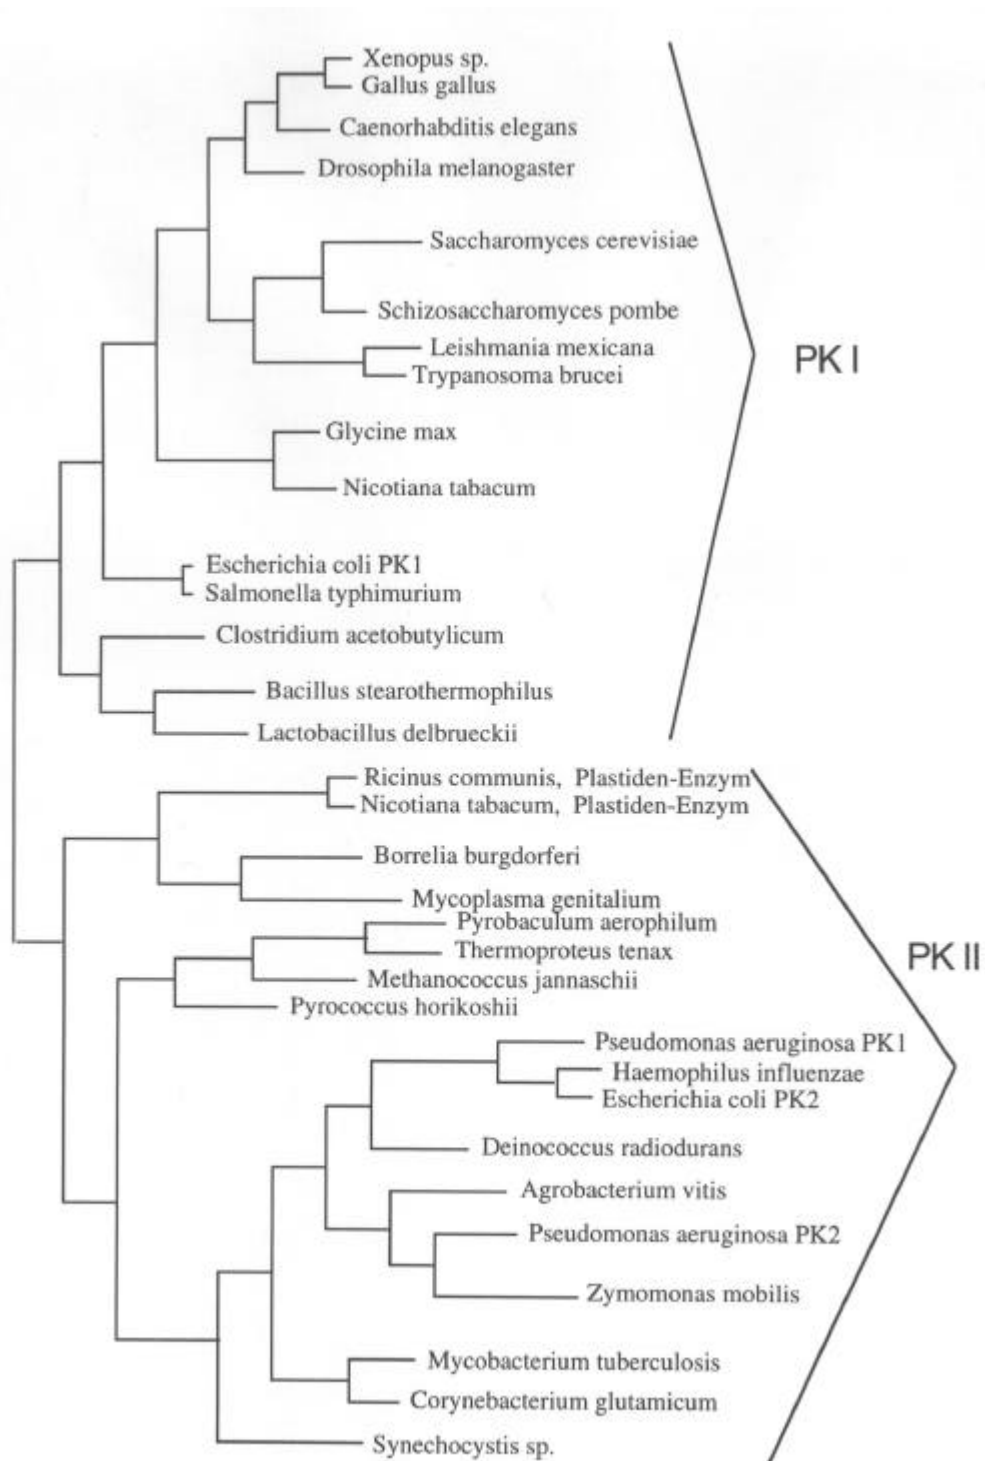 Xenopus sp.
Gallus gallus
Caenorhabditis elegans
Drosophila melanogaster
Saccharomyces cerevisiae
Schizosaccharomyces pombe
Leishmania mexicana
PK I
Trypanosoma brucei
Glycine max
Nicotiana tabacum
Escherichia coli PK1
Salmonella typhimurium
Clostridium acetobutylicum
Bacillus stearothermophilus
Lactobacillus delbrueckii
Ricinus communis, Plastiden-Enzym
Nicotiana tabacum, Plastiden-Enzym
Borrelia burgdorferi
Mycoplasma genitalium
Pyrobaculum aerophilum
Thermoproteus tenax
PK II
Methanococcus jannaschii
Pyrococcus horikoshii
Pseudomonas aeruginosa PK1
Haemophilus influenzae
Escherichia coli PK2
Deinococcus radiodurans
Agrobacterium vitis
Pseudomonas aeruginosa PK2
Zymomonas mobilis
Mycobacterium tuberculosis
Corynebacterium glutamicum
Synechocystis sp.